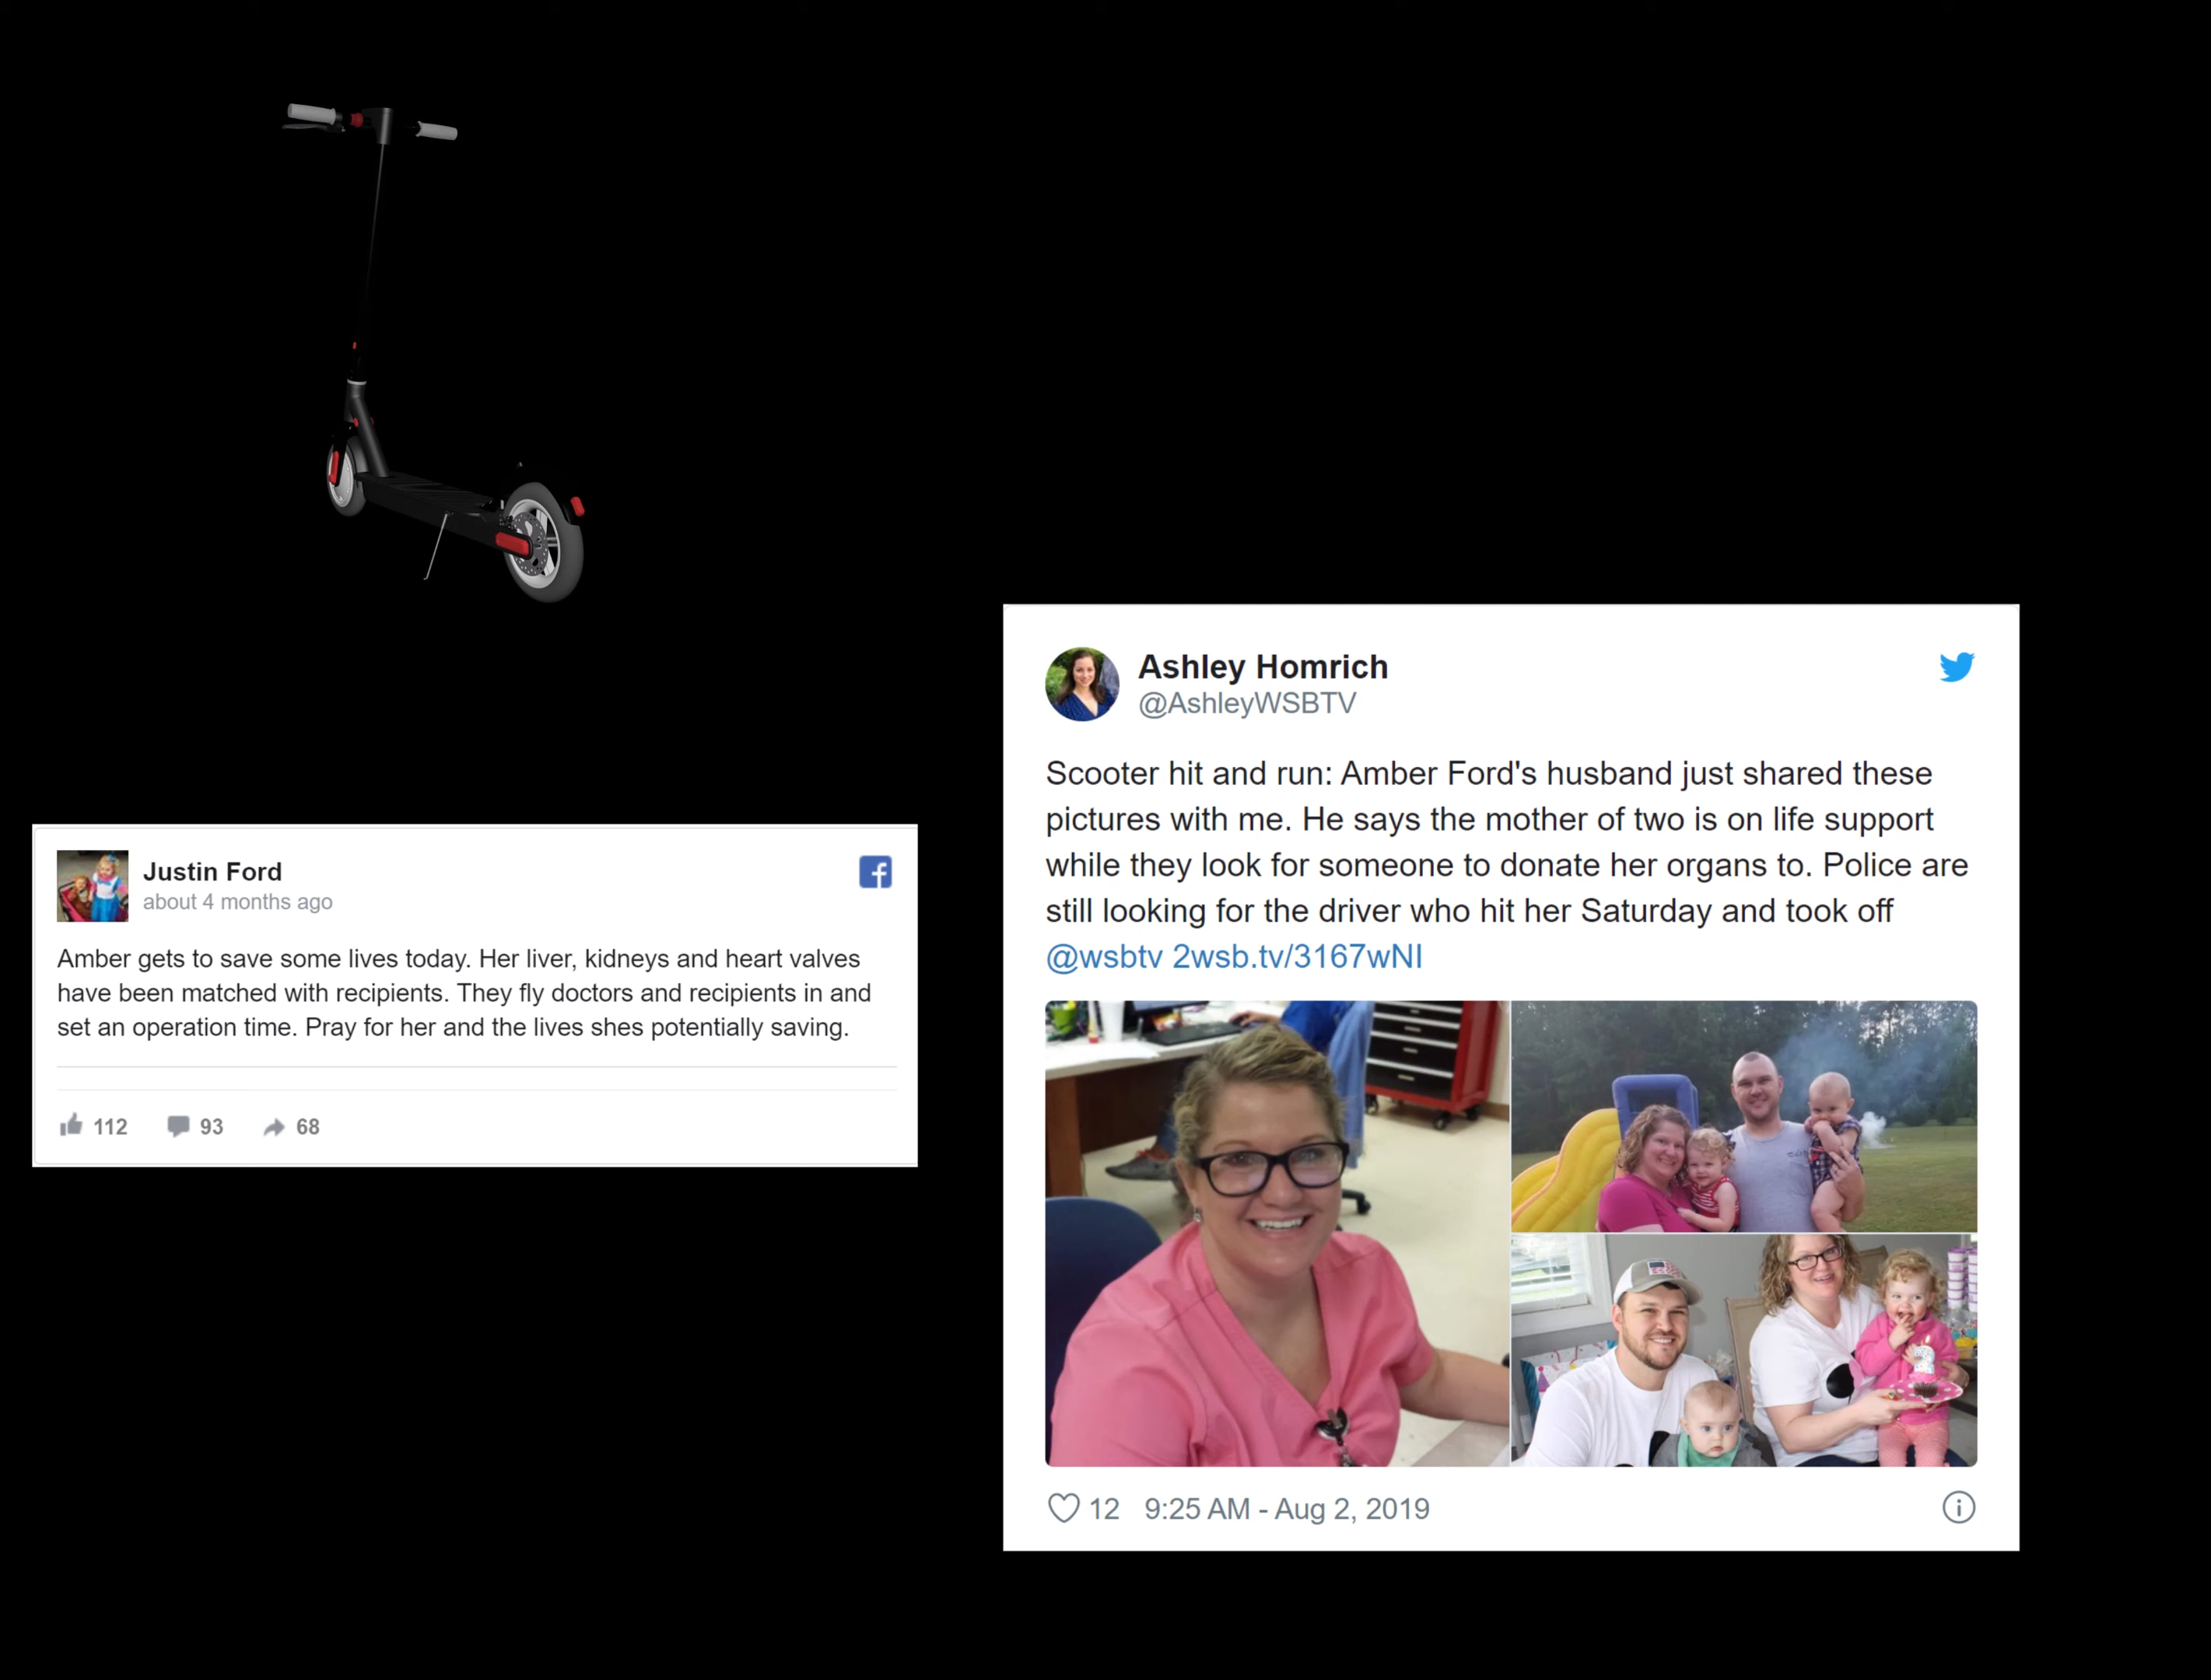 Justin Ford
about 4 months ago
Amber gets to save some lives today. Her liver, kidneys and heart valves
have been matched with recipients. They fly doctors and recipients in and
set an operation time. Pray for her and the lives shes potentially saving.
112 93 68
Ashley Homrich
@AshleyWSBTV
Scooter hit and run: Amber Ford's husband just shared these
pictures with me. He says the mother of two is on life support
while they look for someone to donate her organs to. Police are
still looking for the driver who hit her Saturday and took off
@wsbtv 2wsb.tv/3167wNI
2
12 9:25 AM - Aug 2, 2019